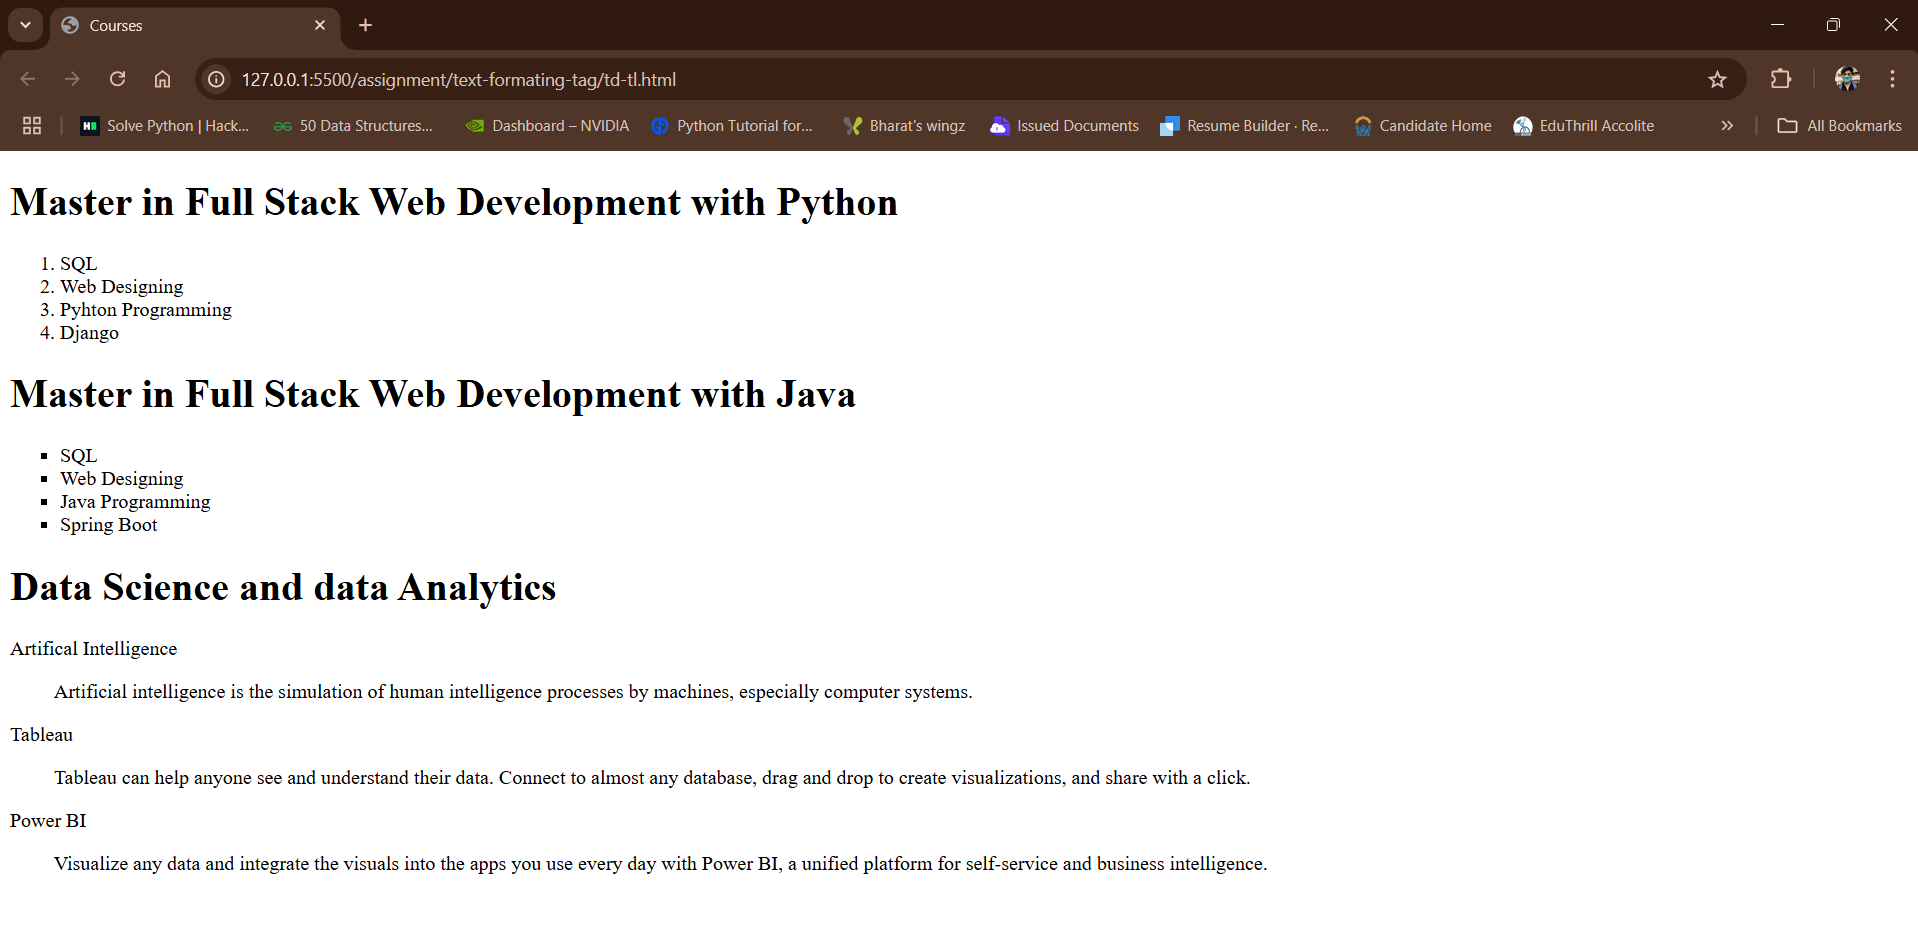 Courses
127.0.0.1:5500/assignment/text-formating-tag/td-tl.html
Solve Python | Hack... 50 Data Structures... Dashboard – NVIDIA Python Tutorial for... Bharat's wingz Issued Documents Resume Builder · Re... Candidate Home EduThrill Accolite All Bookmarks
Master in Full Stack Web Development with Python
1. SQL
2. Web Designing
3. Pyhton Programming
4. Django
Master in Full Stack Web Development with Java
▪ SQL
▪ Web Designing
▪ Java Programming
▪ Spring Boot
Data Science and data Analytics
Artifical Intelligence
Artificial intelligence is the simulation of human intelligence processes by machines, especially computer systems.
Tableau
Tableau can help anyone see and understand their data. Connect to almost any database, drag and drop to create visualizations, and share with a click.
Power BI
Visualize any data and integrate the visuals into the apps you use every day with Power BI, a unified platform for self-service and business intelligence.